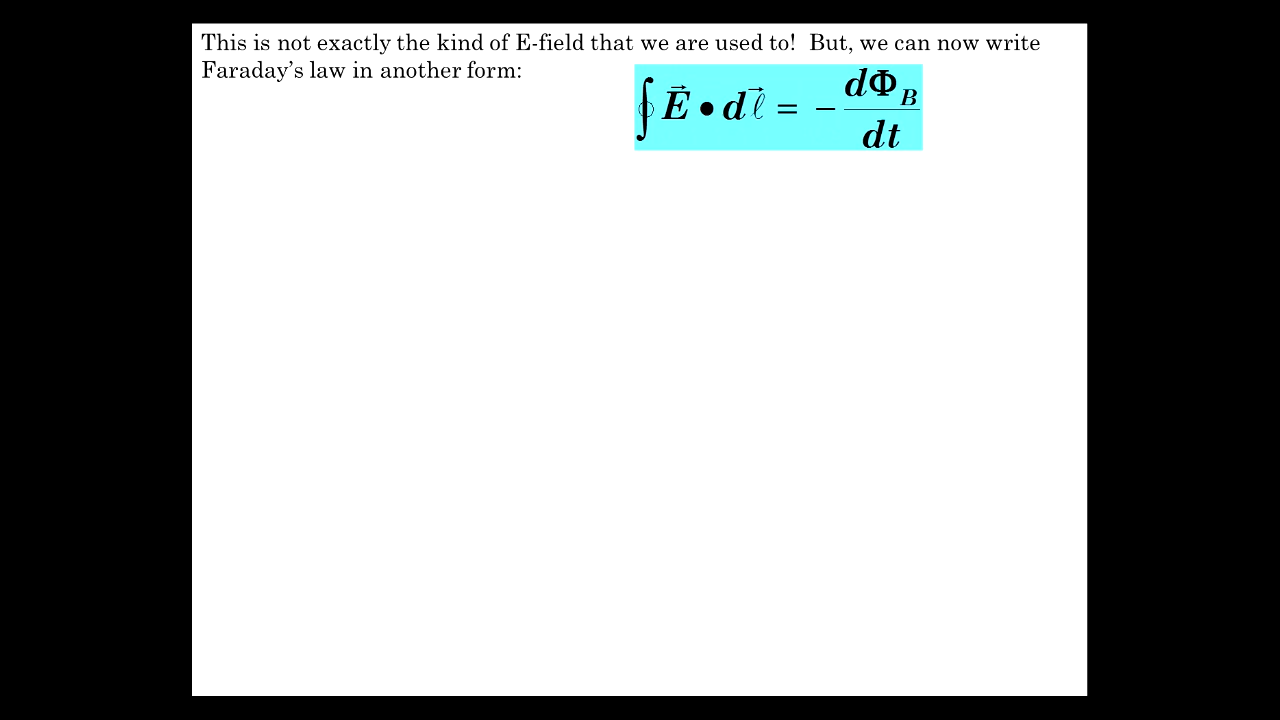 This is not exactly the kind of E-field that we are used to!  But, we can now write
Faraday’s law in another form:
∮ E⃗ • dℓ⃗ = − dΦ_B / dt